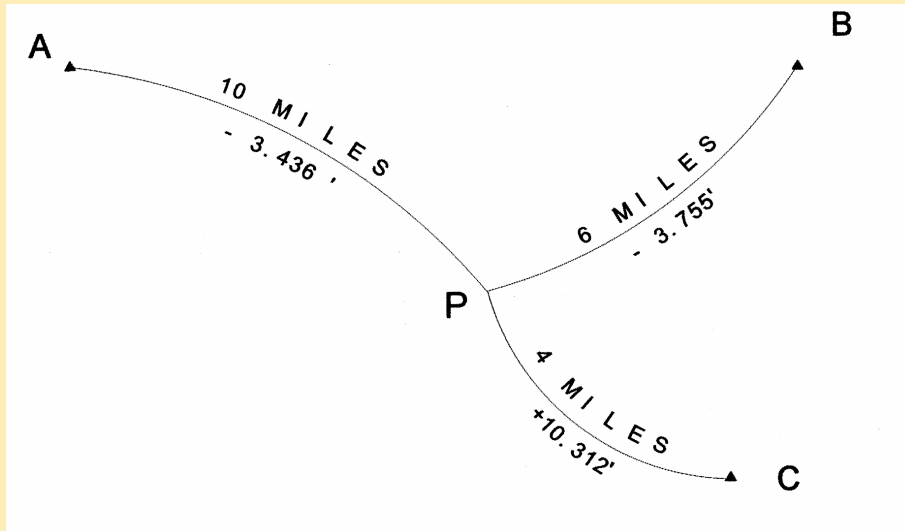 A
B
10 MILES
- 3.436 '
6 MILES
- 3.755'
P
4 MILES
+10.312'
C